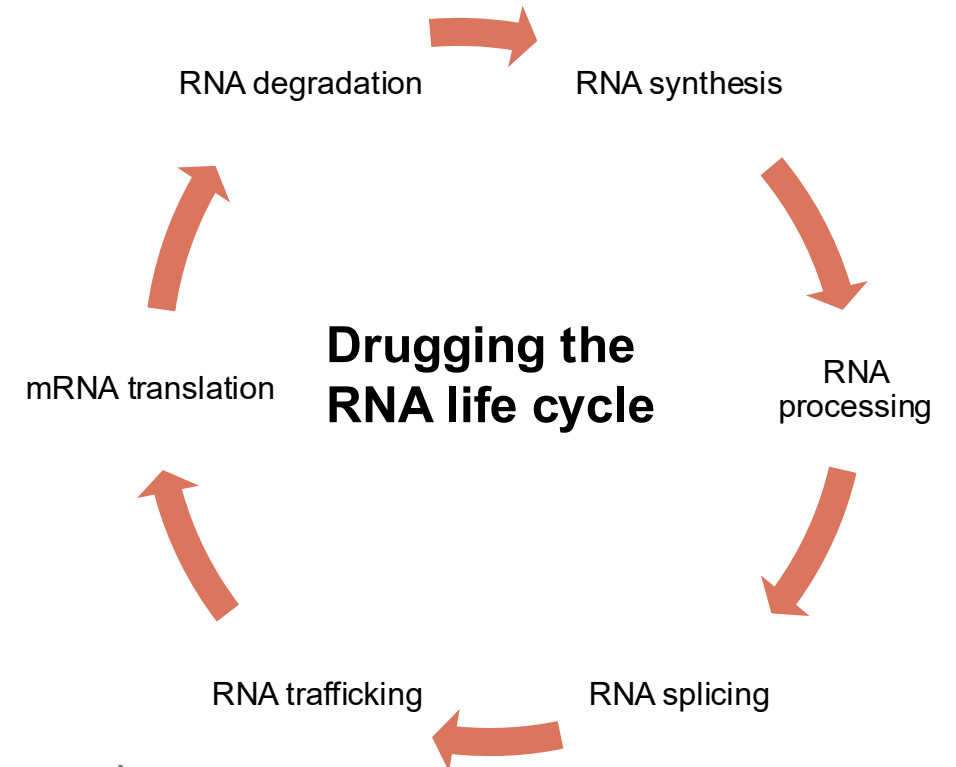 RNA degradation
RNA synthesis
Drugging the
RNA life cycle
mRNA translation
RNA
processing
RNA trafficking
RNA splicing